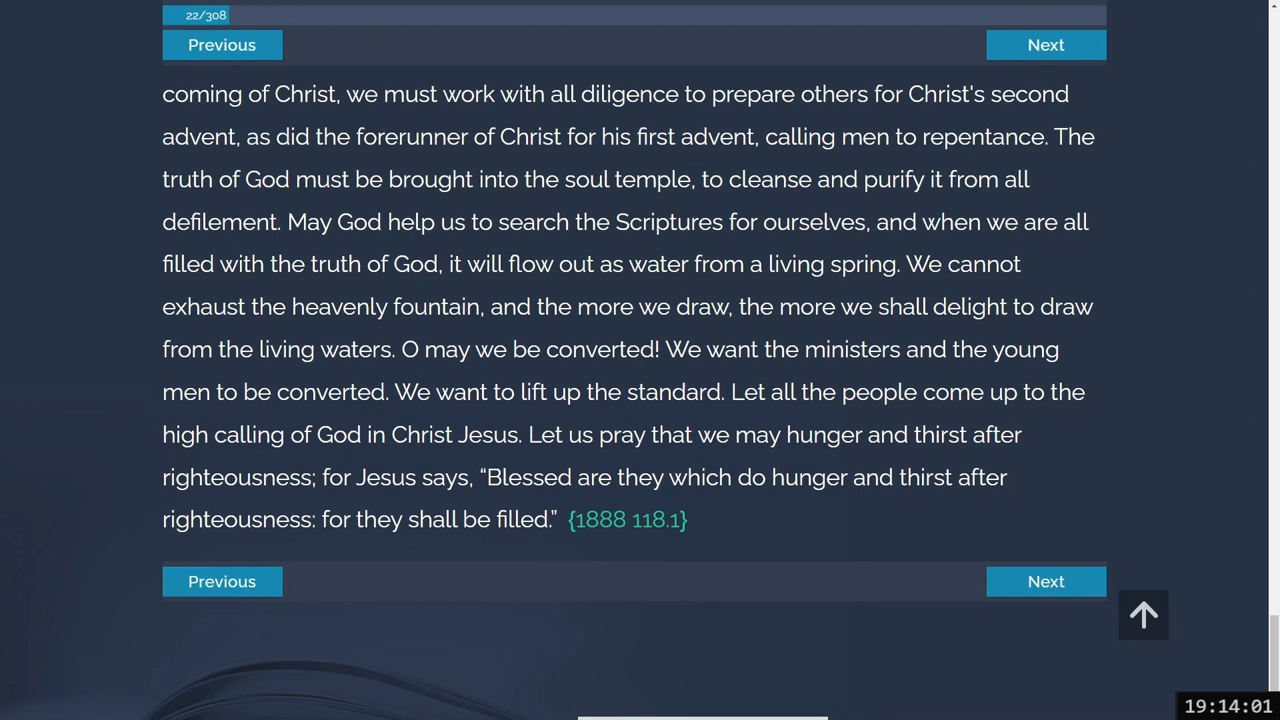 22/308
Previous Next
coming of Christ, we must work with all diligence to prepare others for Christ's second
advent, as did the forerunner of Christ for his first advent, calling men to repentance. The
truth of God must be brought into the soul temple, to cleanse and purify it from all
defilement. May God help us to search the Scriptures for ourselves, and when we are all
filled with the truth of God, it will flow out as water from a living spring. We cannot
exhaust the heavenly fountain, and the more we draw, the more we shall delight to draw
from the living waters. O may we be converted! We want the ministers and the young
men to be converted. We want to lift up the standard. Let all the people come up to the
high calling of God in Christ Jesus. Let us pray that we may hunger and thirst after
righteousness; for Jesus says, “Blessed are they which do hunger and thirst after
righteousness: for they shall be filled.” {1888 118.1}
Previous Next
19:14:01